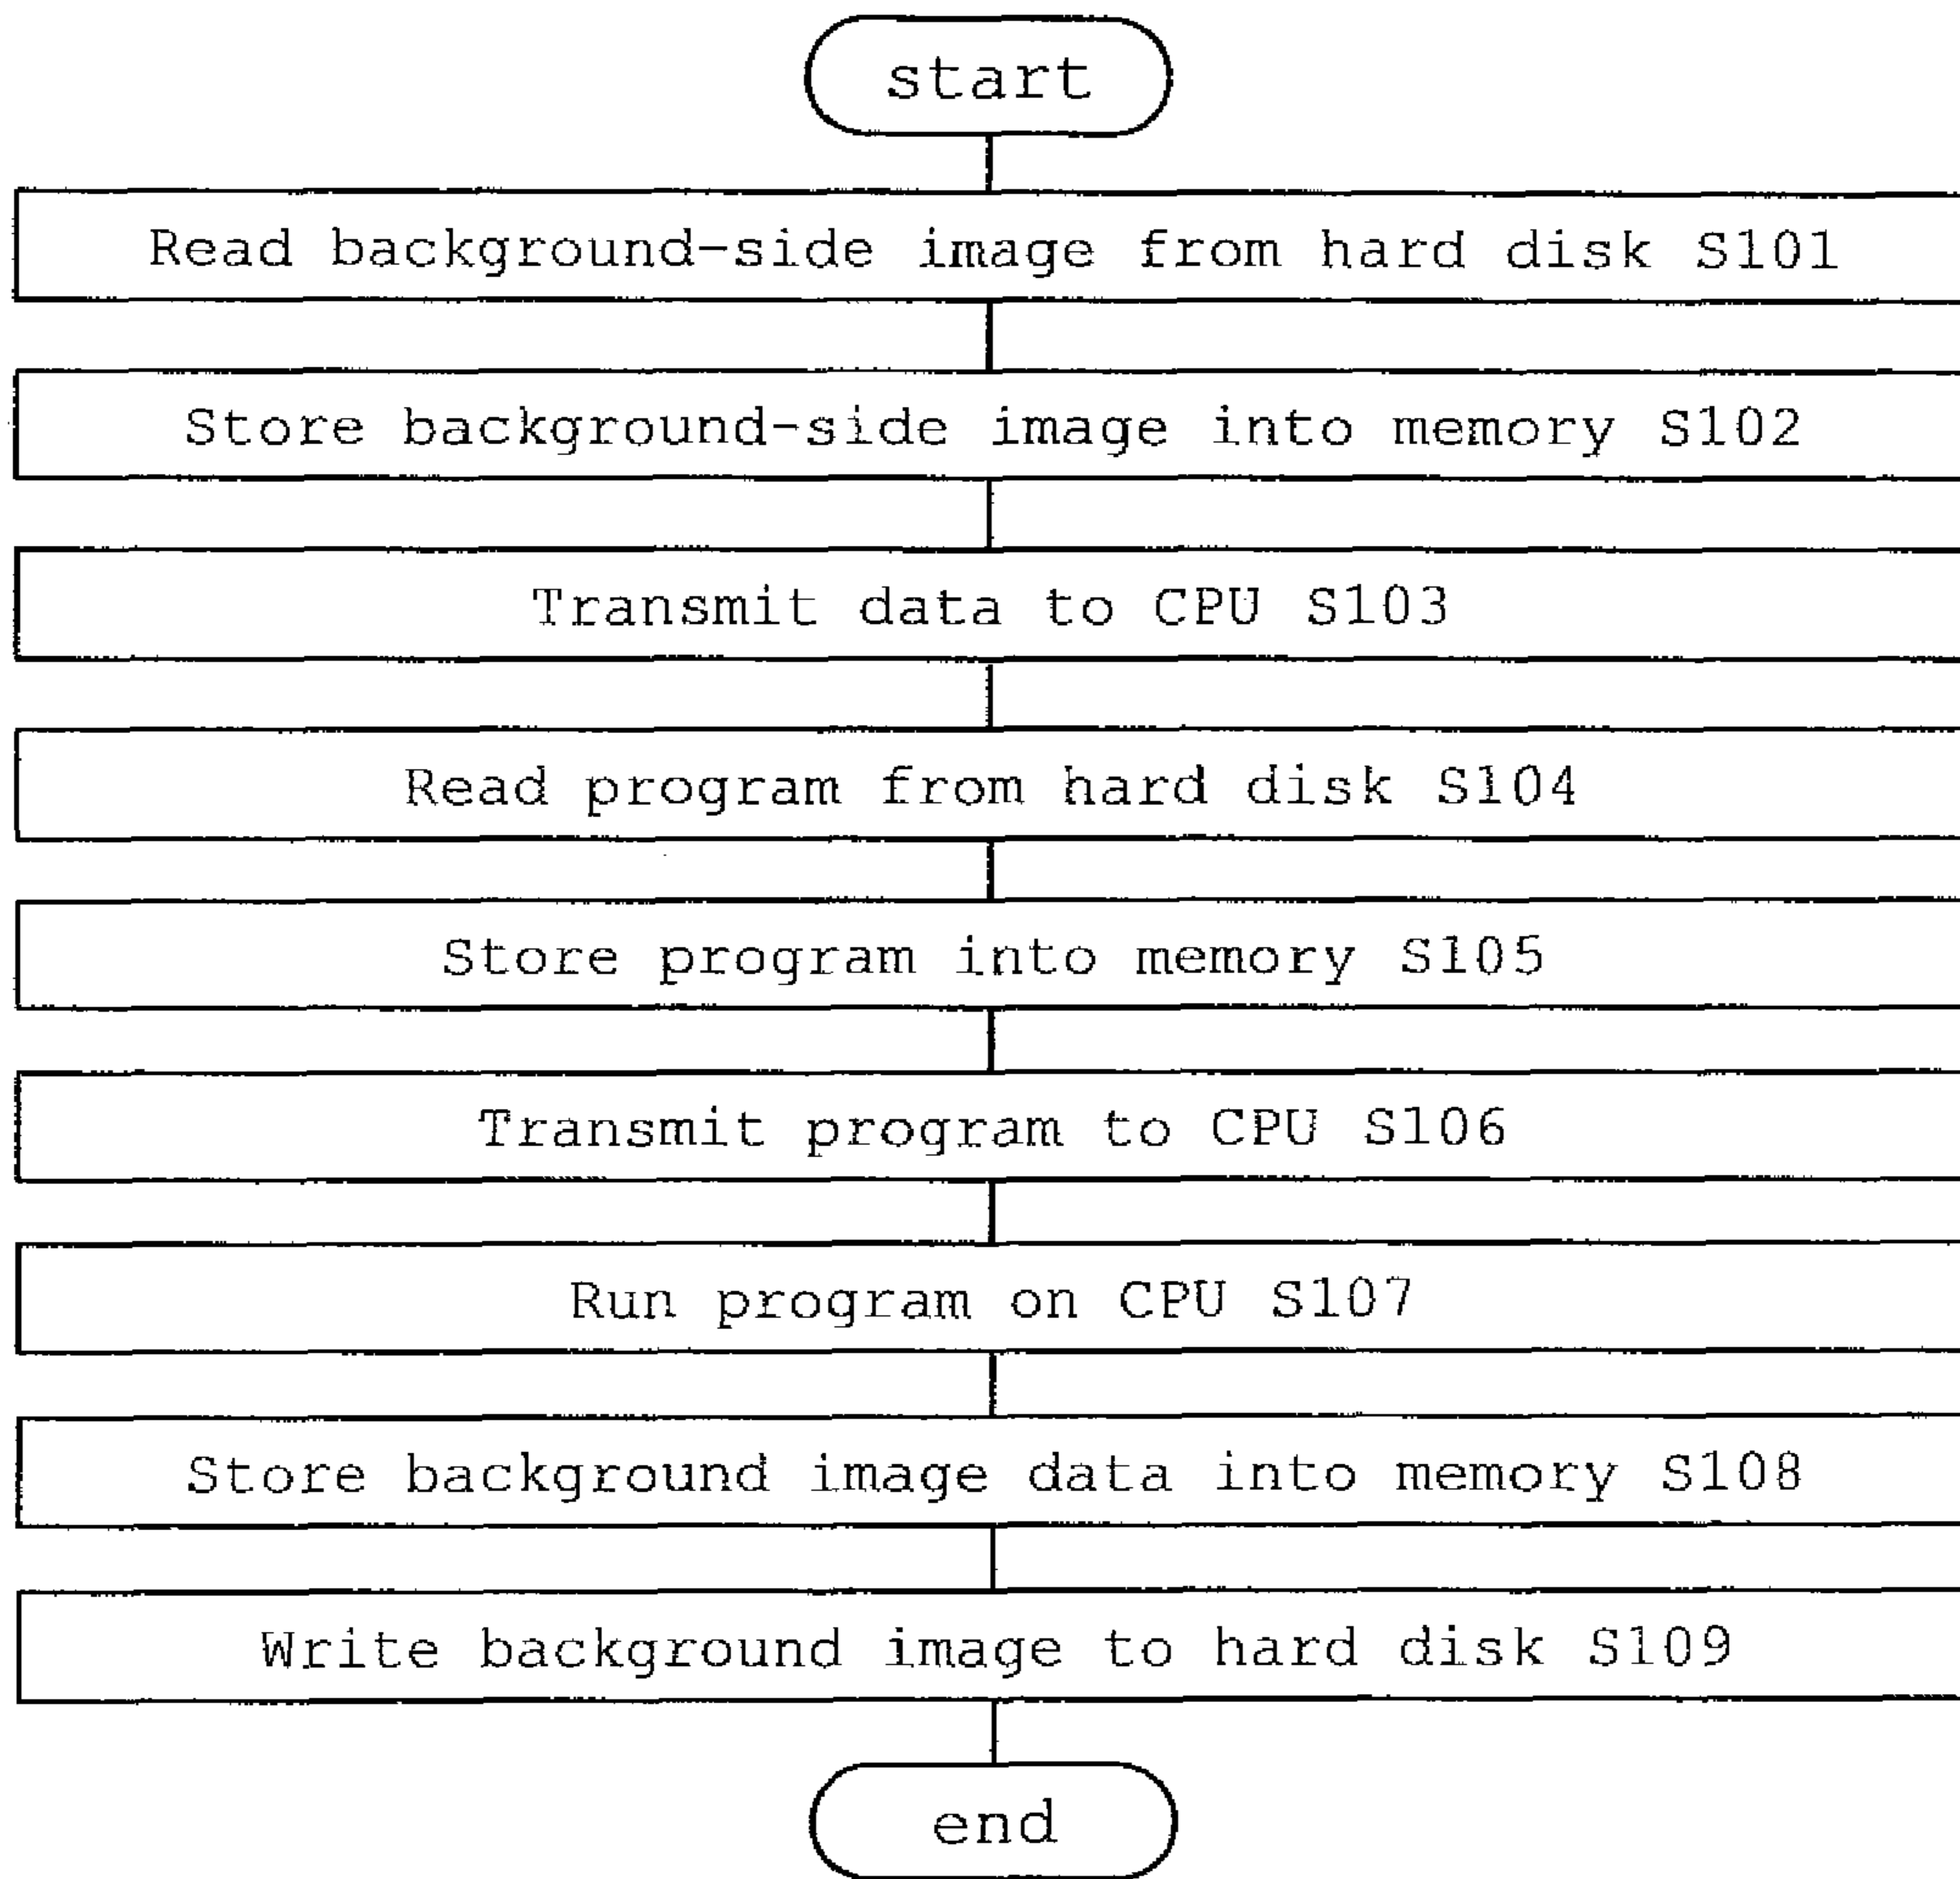 start
Read background-side image from hard disk S101
Store background-side image into memory S102
Transmit data to CPU S103
Read program from hard disk S104
Store program into memory S105
Transmit program to CPU S106
Run program on CPU S107
Store background image data into memory S108
Write background image to hard disk S109
end